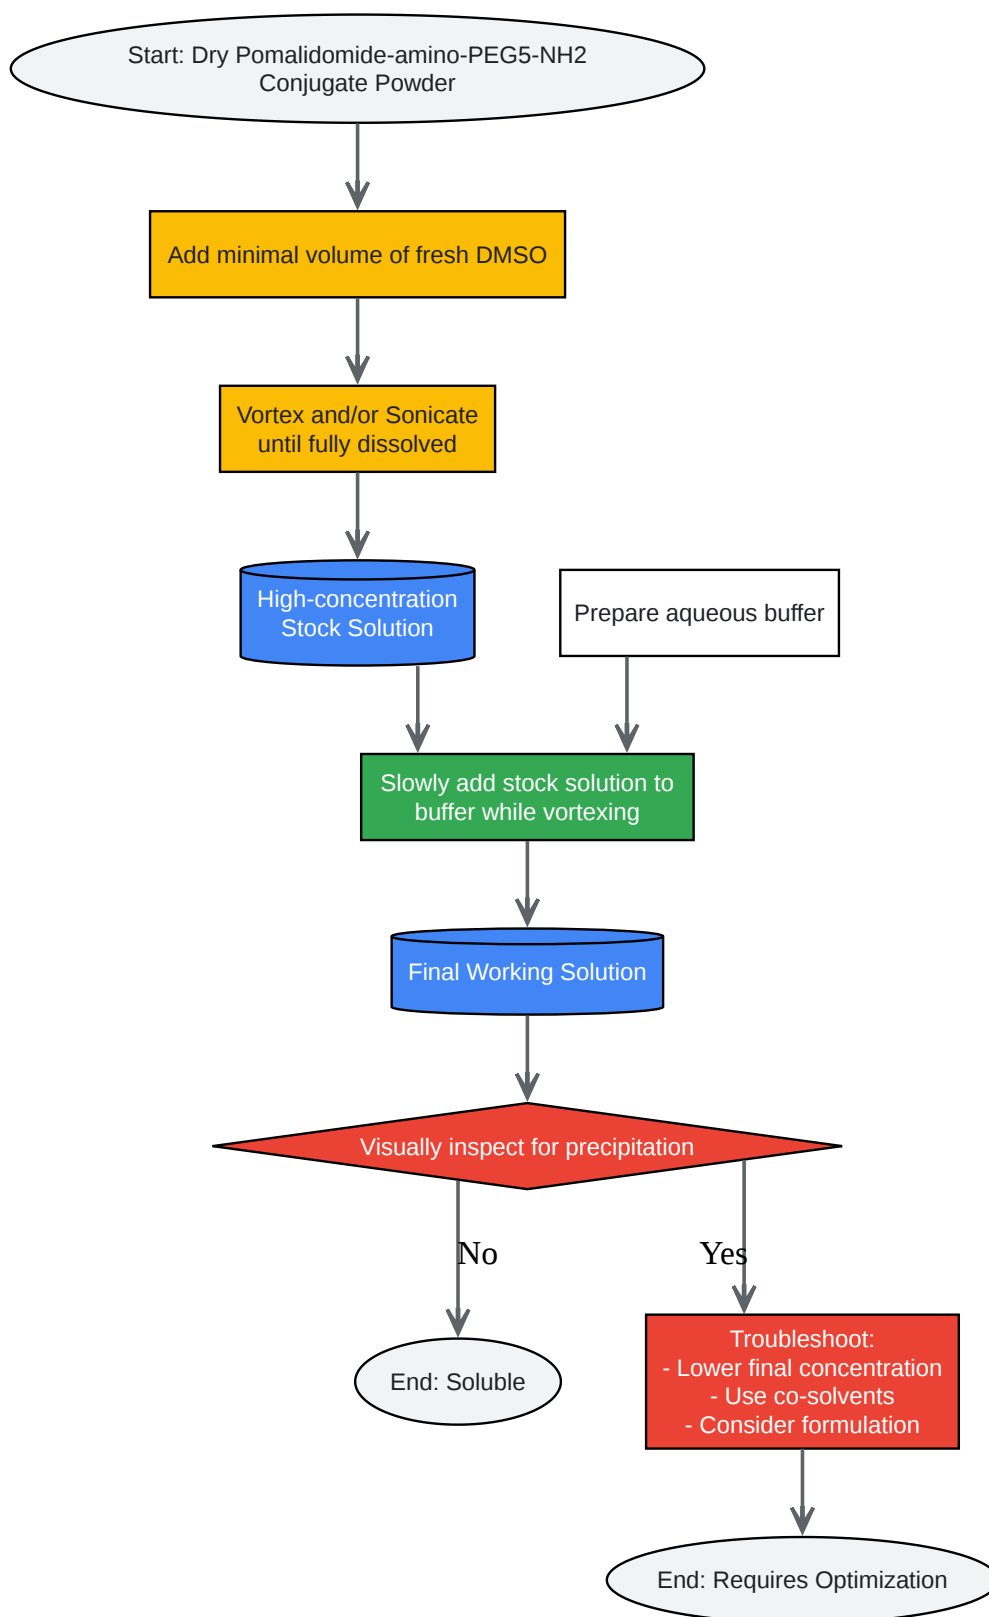 Start: Dry Pomalidomide-amino-PEG5-NH2
Conjugate Powder
Add minimal volume of fresh DMSO
Vortex and/or Sonicate
until fully dissolved
High-concentration
Stock Solution
Prepare aqueous buffer
Slowly add stock solution to
buffer while vortexing
Final Working Solution
Visually inspect for precipitation
No
Yes
End: Soluble
Troubleshoot:
- Lower final concentration
- Use co-solvents
- Consider formulation
End: Requires Optimization